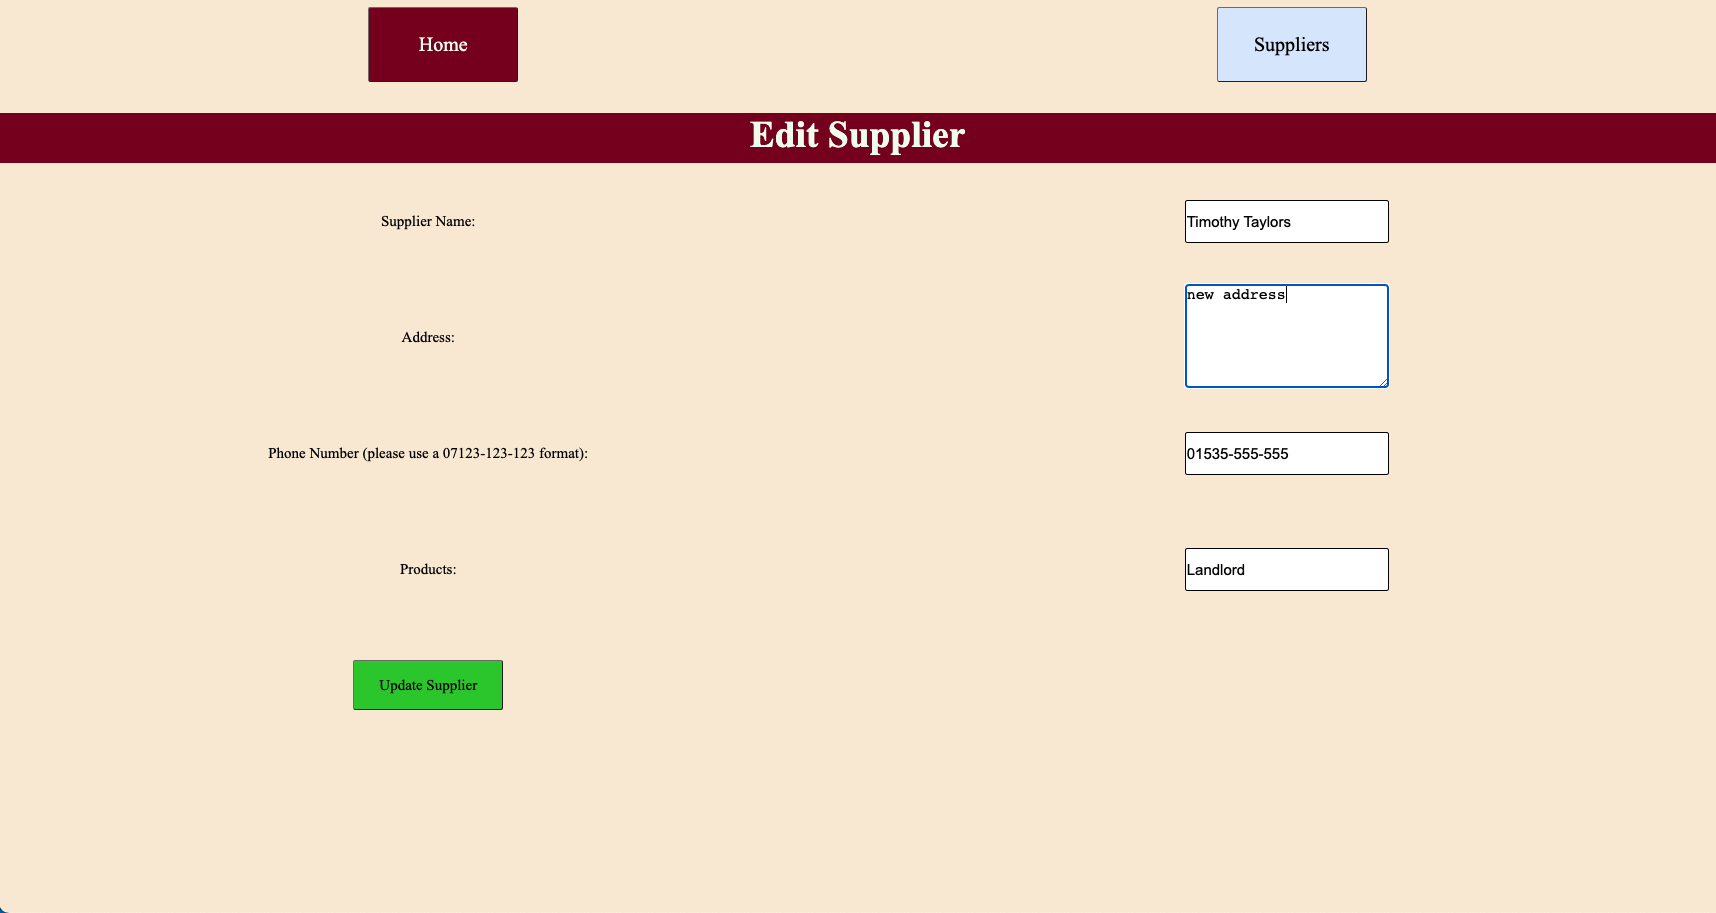 Home
Suppliers
Edit Supplier
Supplier Name:
Timothy Taylors
Address:
new address
Phone Number (please use a 07123-123-123 format):
01535-555-555
Products:
Landlord
Update Supplier